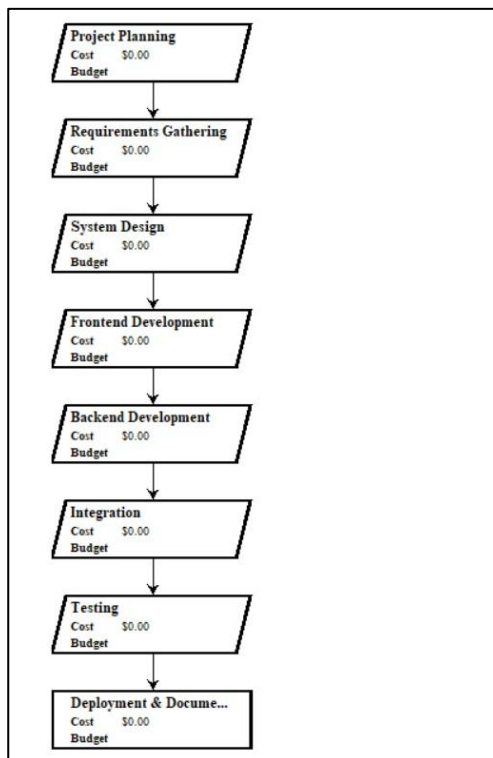 Project Planning
Cost $0.00
Budget
Requirements Gathering
Cost $0.00
Budget
System Design
Cost $0.00
Budget
Frontend Development
Cost $0.00
Budget
Backend Development
Cost $0.00
Budget
Integration
Cost $0.00
Budget
Testing
Cost $0.00
Budget
Deployment & Docume...
Cost $0.00
Budget